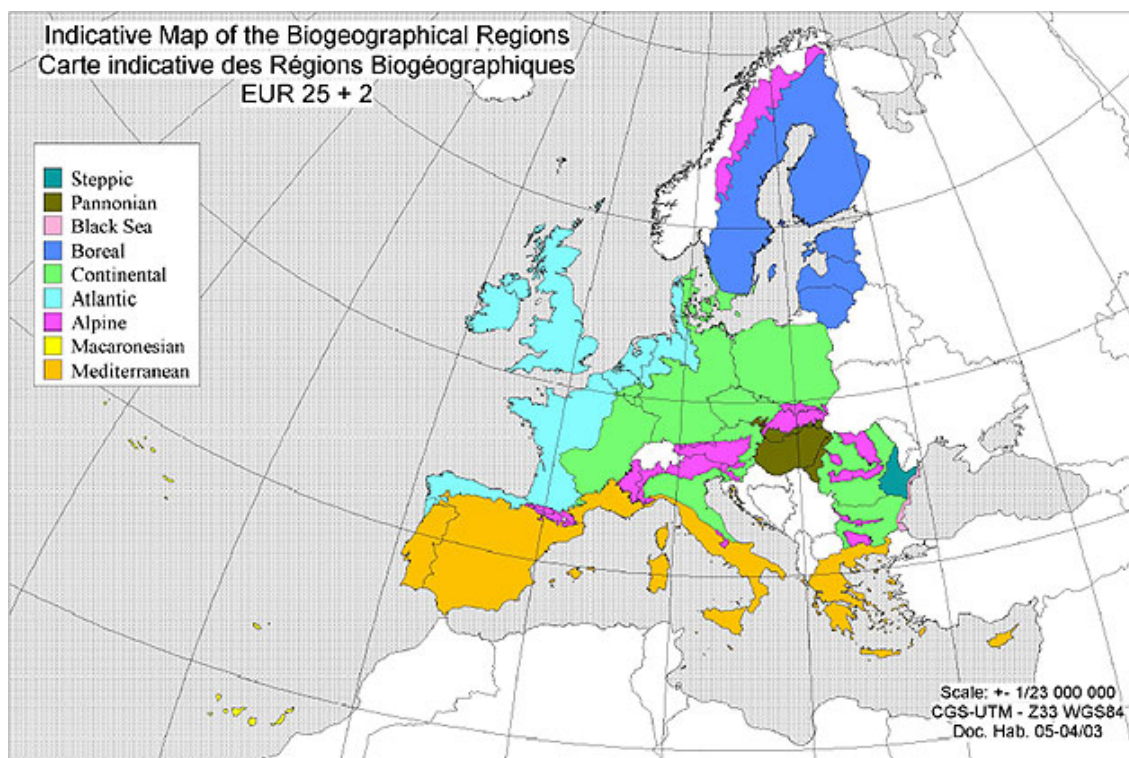 Indicative Map of the Biogeographical Regions
Carte indicative des Régions Biogéographiques
EUR 25 + 2
Steppic
Pannonian
Black Sea
Boreal
Continental
Atlantic
Alpine
Macaronesian
Mediterranean
Scale: +- 1/23 000 000
CGS-UTM - Z33 WGS84
Doc. Hab. 05-04/03